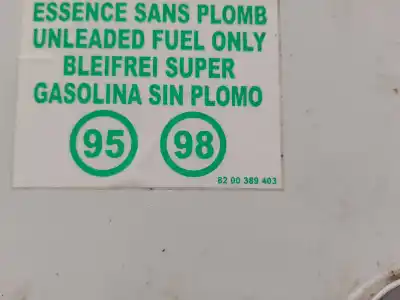 ESSENCE SANS PLOMB
UNLEADED FUEL ONLY
BLEIFREI SUPER
GASOLINA SIN PLOMO
95 98
82 00 389 403